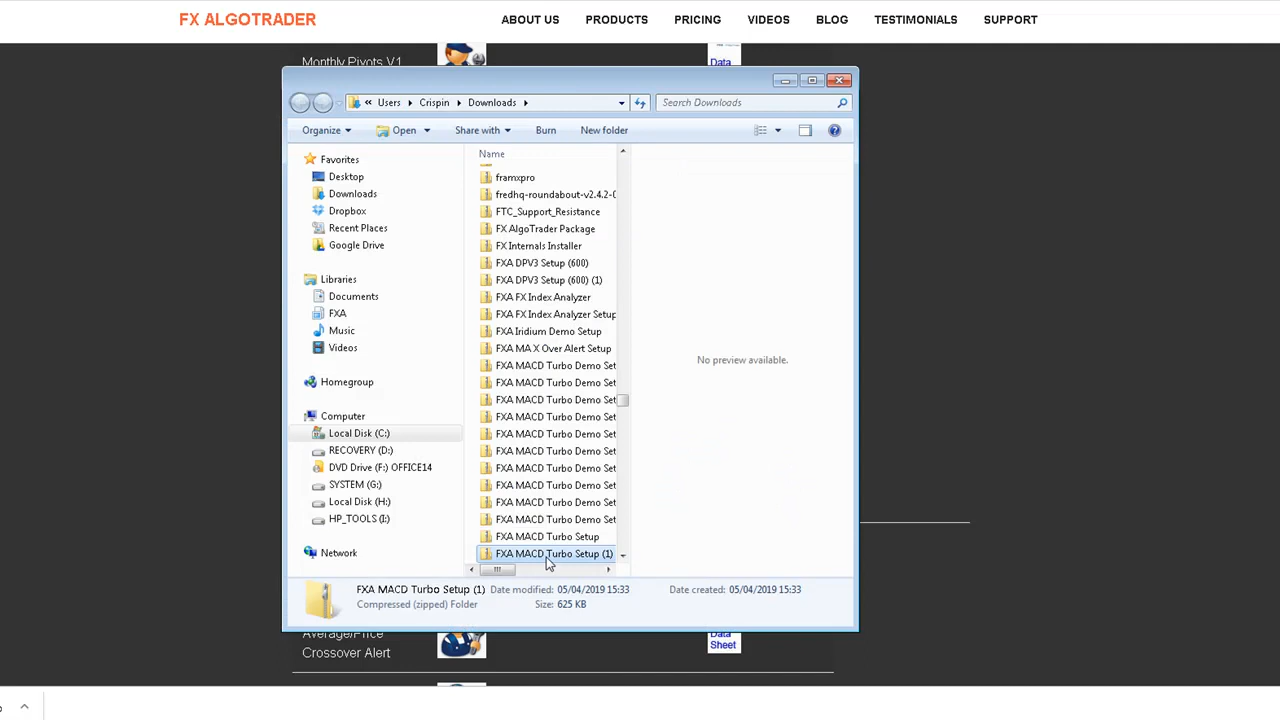 FX ALGOTRADER
ABOUT US
PRODUCTS
PRICING
VIDEOS
BLOG
TESTIMONIALS
SUPPORT
Monthly Pivots V1
Data
« Users Crispin Downloads
Search Downloads
Organize
Open
Share with
Burn
New folder
Favorites
Desktop
Downloads
Dropbox
Recent Places
Google Drive
Libraries
Documents
FXA
Music
Videos
Homegroup
Computer
Local Disk (C:)
RECOVERY (D:)
DVD Drive (F:) OFFICE14
SYSTEM (G:)
Local Disk (H:)
HP_TOOLS (I:)
Network
Name
framxpro
fredhq-roundabout-v2.4.2-0
FTC_Support_Resistance
FX AlgoTrader Package
FX Internals Installer
FXA DPV3 Setup (600)
FXA DPV3 Setup (600) (1)
FXA FX Index Analyzer
FXA FX Index Analyzer Setup
FXA Iridium Demo Setup
FXA MA X Over Alert Setup
FXA MACD Turbo Demo Set
FXA MACD Turbo Demo Set
FXA MACD Turbo Demo Set
FXA MACD Turbo Demo Set
FXA MACD Turbo Demo Set
FXA MACD Turbo Demo Set
FXA MACD Turbo Demo Set
FXA MACD Turbo Demo Set
FXA MACD Turbo Demo Set
FXA MACD Turbo Demo Set
FXA MACD Turbo Setup
FXA MACD Turbo Setup (1)
No preview available.
FXA MACD Turbo Setup (1) Date modified: 05/04/2019 15:33 Date created: 05/04/2019 15:33
Compressed (zipped) Folder Size: 625 KB
Average/Price
Crossover Alert
Data
Sheet